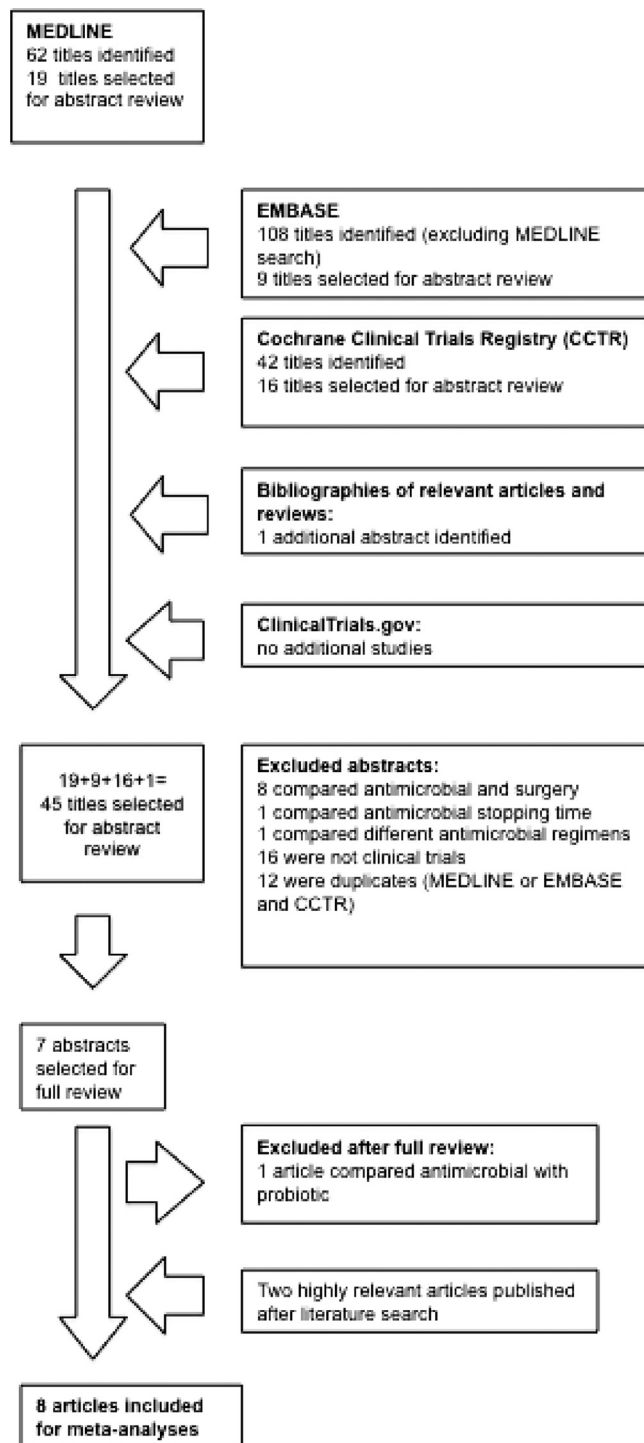 MEDLINE
62 titles identified
19 titles selected
for abstract review
EMBASE
108 titles identified (excluding MEDLINE
search)
9 titles selected for abstract review
Cochrane Clinical Trials Registry (CCTR)
42 titles identified
16 titles selected for abstract review
Bibliographies of relevant articles and
reviews:
1 additional abstract identified
ClinicalTrials.gov:
no additional studies
19+9+16+1=
45 titles selected
for abstract
review
Excluded abstracts:
8 compared antimicrobial and surgery
1 compared antimicrobial stopping time
1 compared different antimicrobial regimens
16 were not clinical trials
12 were duplicates (MEDLINE or EMBASE
and CCTR)
7 abstracts
selected for
full review
Excluded after full review:
1 article compared antimicrobial with
probiotic
Two highly relevant articles published
after literature search
8 articles included
for meta-analyses